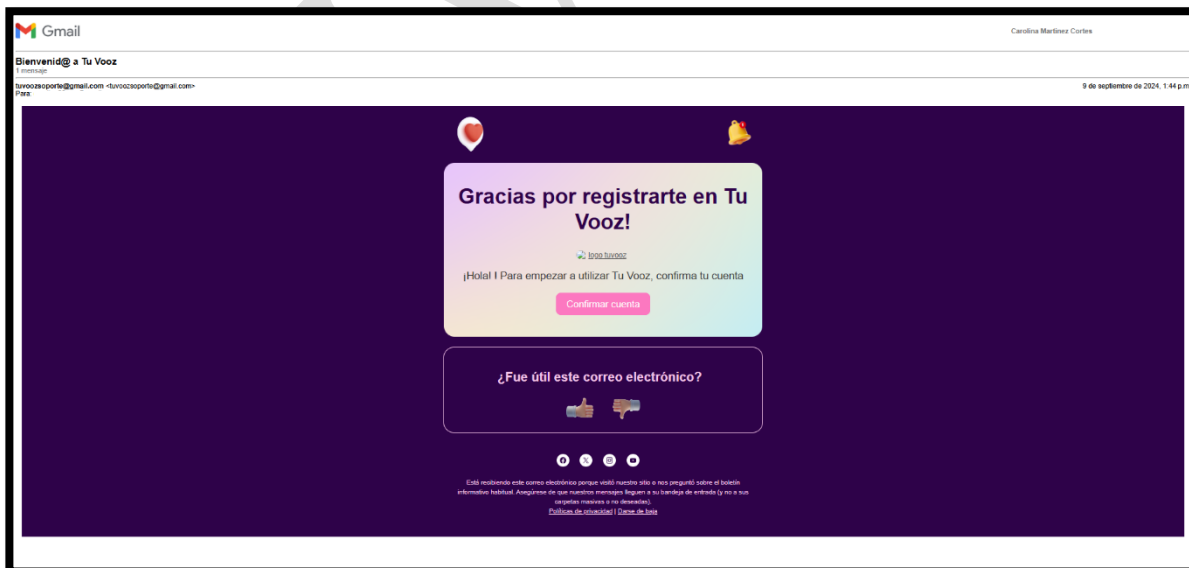 Gmail
Carolina Martinez Cortes
Bienvenid@ a Tu Vooz
1 mensaje
tuvoozsoporte@gmail.com <tuvoozsoporte@gmail.com>
9 de septiembre de 2024, 1:44 p.m
Para:
Gracias por registrarte en Tu
Vooz!
logo tuvooz
¡Hola! I Para empezar a utilizar Tu Vooz, confirma tu cuenta
Confirmar cuenta
¿Fue útil este correo electrónico?
Está recibiendo este correo electrónico porque visitó nuestro sitio o nos preguntó sobre el boletín
informativo habitual. Asegúrese de que nuestros mensajes lleguen a su bandeja de entrada (y no a sus
carpetas masivas o no deseadas).
Políticas de privacidad | Darse de baja